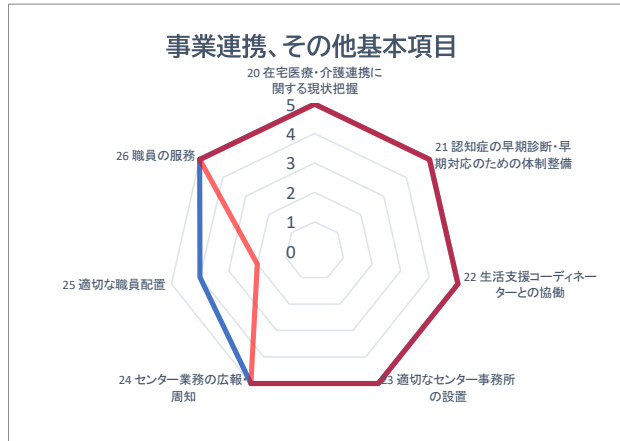 事業連携、その他基本項目
20 在宅医療・介護連携に
関する現状把握
5
4
3
2
1
0
21 認知症の早期診断・早
期対応のための体制整備
22 生活支援コーディネー
ターとの協働
23 適切なセンター事務所
の設置
24 センター業務の広報・
周知
25 適切な職員配置
26 職員の服務